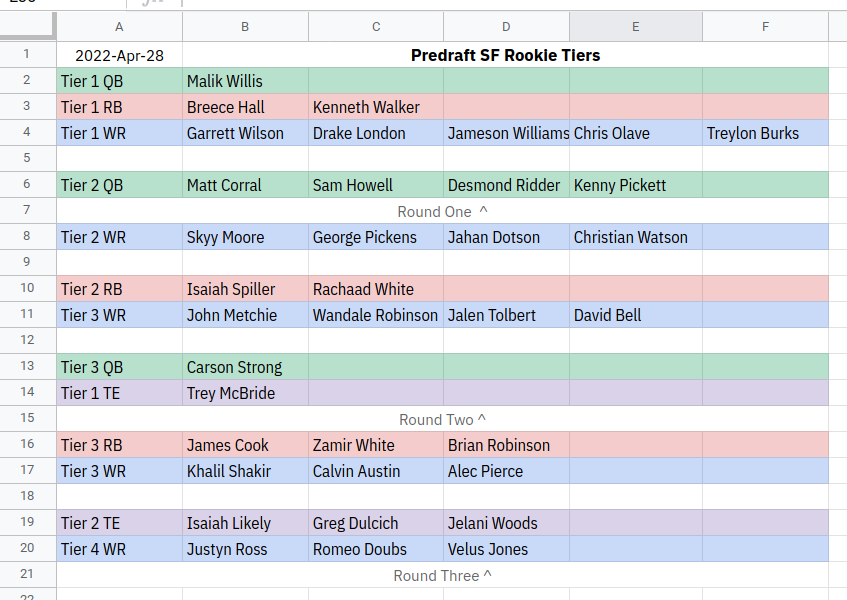 A B C D E F
1 2022-Apr-28 Predraft SF Rookie Tiers
2 Tier 1 QB Malik Willis
3 Tier 1 RB Breece Hall Kenneth Walker
4 Tier 1 WR Garrett Wilson Drake London Jameson Williams Chris Olave Treylon Burks
5
6 Tier 2 QB Matt Corral Sam Howell Desmond Ridder Kenny Pickett
7 Round One ^
8 Tier 2 WR Skyy Moore George Pickens Jahan Dotson Christian Watson
9
10 Tier 2 RB Isaiah Spiller Rachaad White
11 Tier 3 WR John Metchie Wandale Robinson Jalen Tolbert David Bell
12
13 Tier 3 QB Carson Strong
14 Tier 1 TE Trey McBride
15 Round Two ^
16 Tier 3 RB James Cook Zamir White Brian Robinson
17 Tier 3 WR Khalil Shakir Calvin Austin Alec Pierce
18
19 Tier 2 TE Isaiah Likely Greg Dulcich Jelani Woods
20 Tier 4 WR Justyn Ross Romeo Doubs Velus Jones
21 Round Three ^